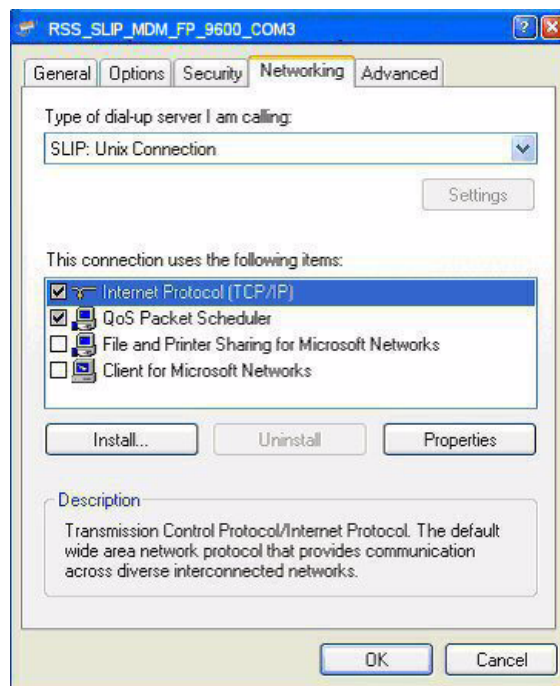 RSS_SLIP_MDM_FP_9600_COM3
General Options Security Networking Advanced
Type of dial-up server I am calling:
SLIP: Unix Connection
Settings
This connection uses the following items:
Internet Protocol (TCP/IP)
QoS Packet Scheduler
File and Printer Sharing for Microsoft Networks
Client for Microsoft Networks
Install... Uninstall Properties
Description
Transmission Control Protocol/Internet Protocol. The default
wide area network protocol that provides communication
across diverse interconnected networks.
OK Cancel